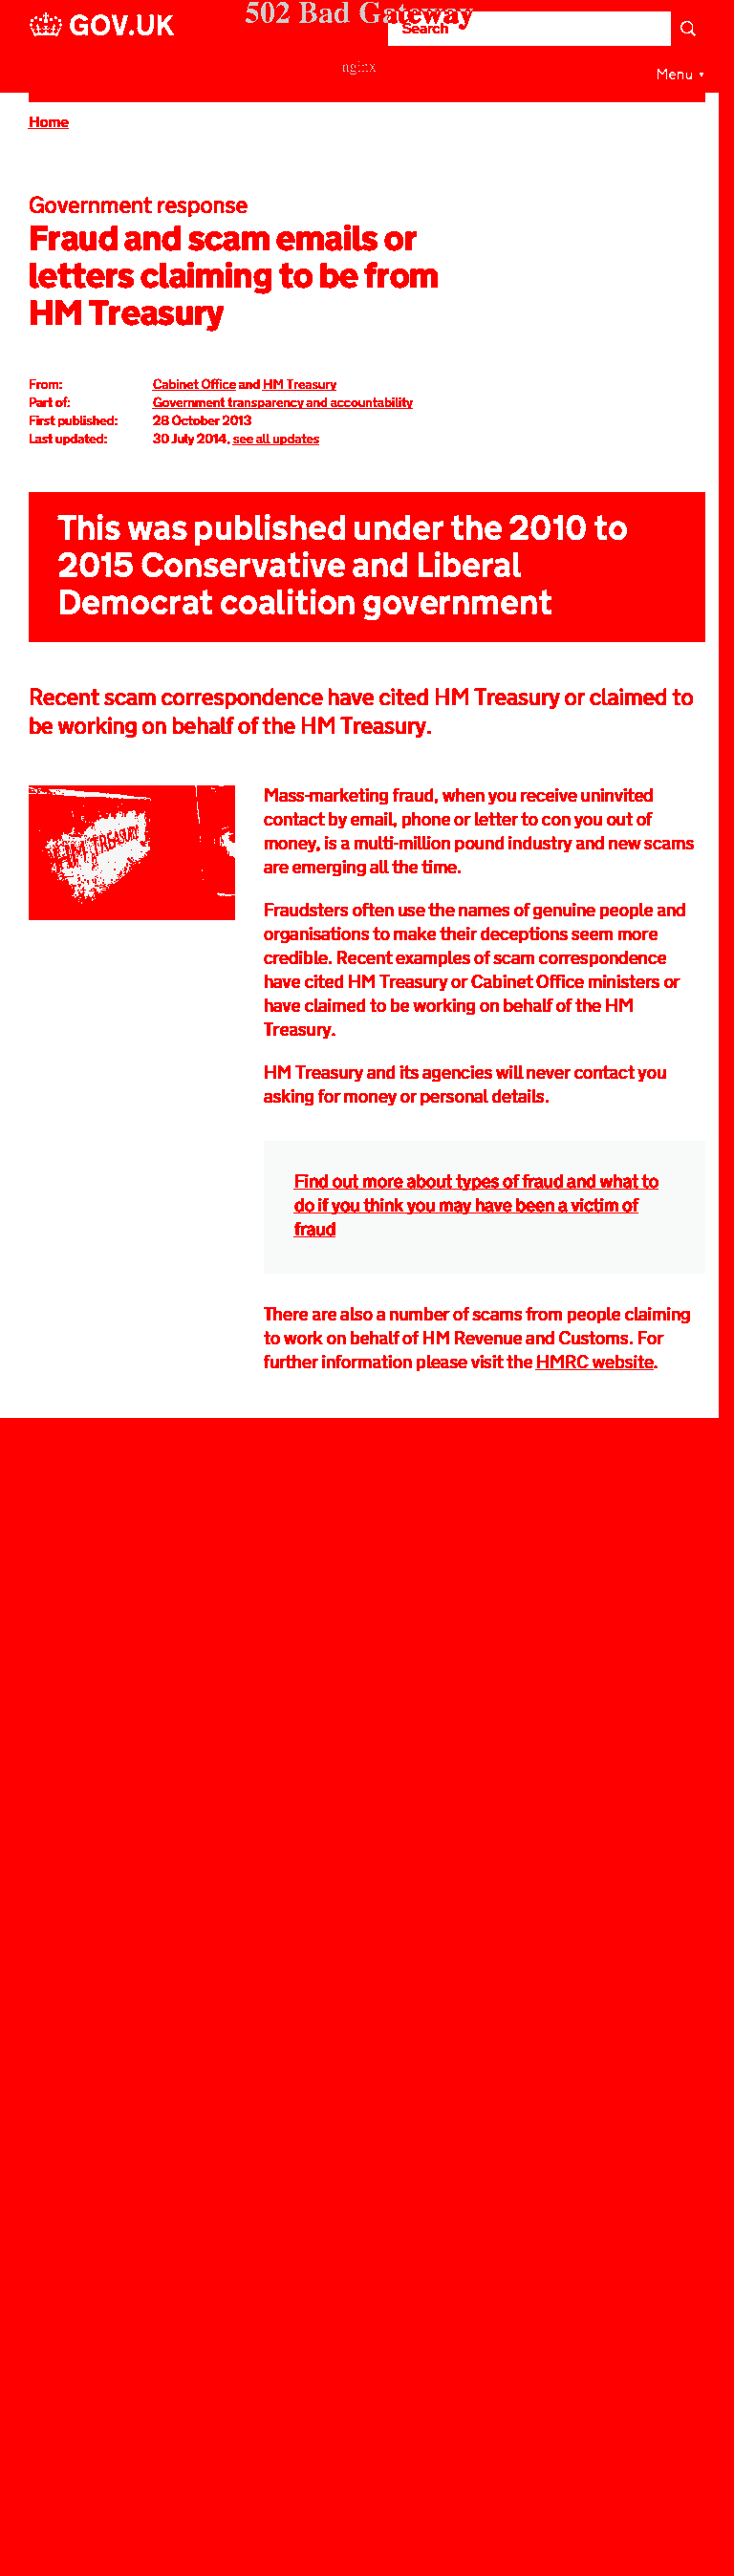 502 Bad Gateway
GOV.UK
Search
nginx
Menu
Home
Government response
Fraud and scam emails or
letters claiming to be from
HM Treasury
From: Cabinet Office and HM Treasury
Part of: Government transparency and accountability
First published: 28 October 2013
Last updated: 30 July 2014, see all updates
This was published under the 2010 to
2015 Conservative and Liberal
Democrat coalition government
Recent scam correspondence have cited HM Treasury or claimed to
be working on behalf of the HM Treasury.
HM TREASURY
Mass-marketing fraud, when you receive uninvited
contact by email, phone or letter to con you out of
money, is a multi-million pound industry and new scams
are emerging all the time.
Fraudsters often use the names of genuine people and
organisations to make their deceptions seem more
credible. Recent examples of scam correspondence
have cited HM Treasury or Cabinet Office ministers or
have claimed to be working on behalf of the HM
Treasury.
HM Treasury and its agencies will never contact you
asking for money or personal details.
Find out more about types of fraud and what to
do if you think you may have been a victim of
fraud
There are also a number of scams from people claiming
to work on behalf of HM Revenue and Customs. For
further information please visit the HMRC website.